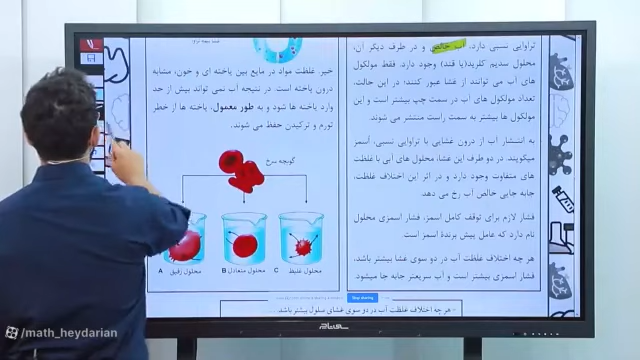 تراوایی نسبی دارد. آب خالص و در طرف دیگر آن،
محلول سدیم کلرید(یا قند) وجود دارد. فقط مولکول
های آب می توانند از غشا عبور کنند؛ در این حالت،
تعداد مولکول های آب در سمت چپ بیشتر است و این
مولکول ها بیشتر به سمت راست منتشر می شوند.
به انتشار آب از درون غشایی با تراوایی نسبی، اُسمُز
میگویند. در دو طرف این غشا، محلول های آبی با غلظت
های متفاوت وجود دارد و در اثر این اختلاف غلظت،
جابه جایی خالص آب رخ می دهد.
فشار لازم برای توقف کامل اسمز، فشار اسمزی محلول
نام دارد که عامل پیش برندهٔ اسمز است.
هر چه اختلاف غلظت آب در دو سوی غشا بیشتر باشد،
فشار اسمزی بیشتر است و آب سریعتر جابه جا میشود.
خیر. غلظت مواد در مایع بین یاخته ای و خون، مشابه
درون یاخته است. در نتیجه آب نمی تواند بیش از حد
وارد یاخته ها شود و به طور معمول، یاخته ها از خطر
تورم و ترکیدن حفظ می شوند.
گویچه سرخ
A محلول رقیق
B محلول متعادل
C محلول غلیظ
Stop sharing
هر چه اختلاف غلظت آب در دو سوی غشای سلول بیشتر باشد
/math_heydarian